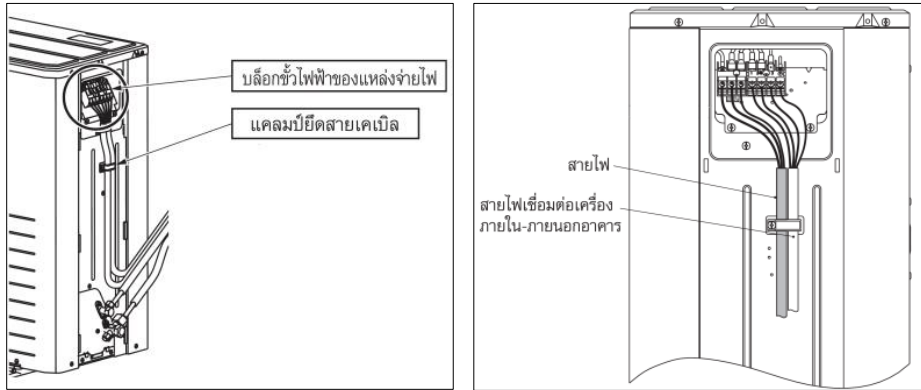 บล็อกขั้วไฟฟ้าของแหล่งจ่ายไฟ
แคลมป์ยึดสายเคเบิล
สายไฟ
สายไฟเชื่อมต่อเครื่อง
ภายใน-ภายนอกอาคาร